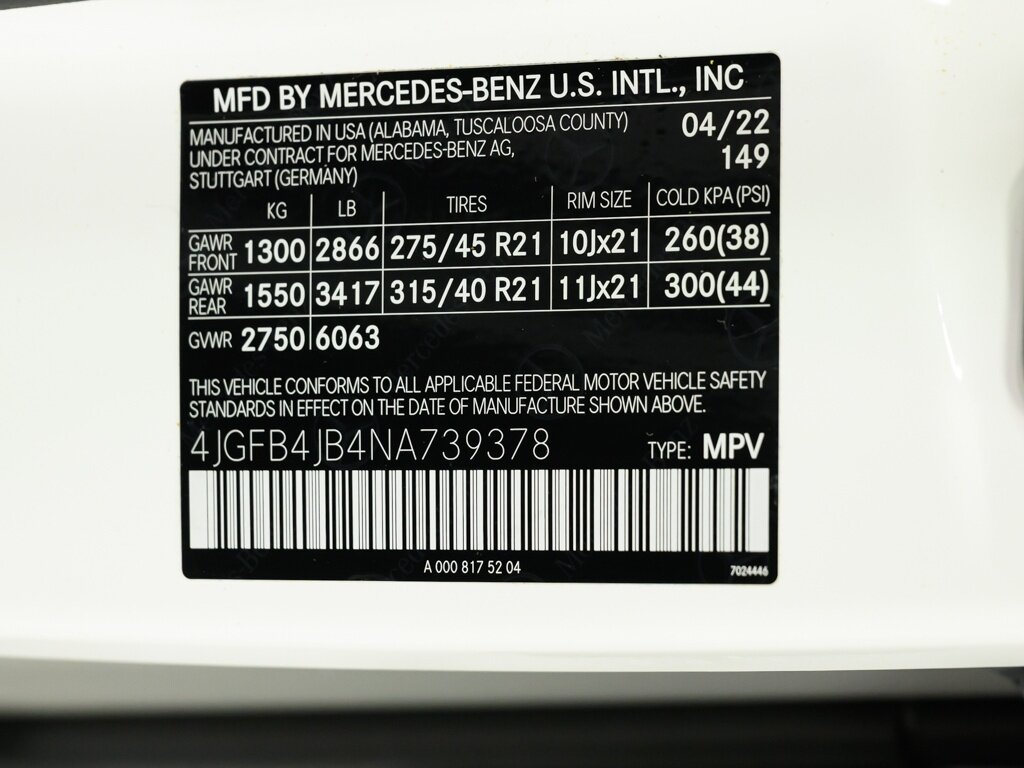 MFD BY MERCEDES-BENZ U.S. INTL., INC
MANUFACTURED IN USA (ALABAMA, TUSCALOOSA COUNTY) 04/22
UNDER CONTRACT FOR MERCEDES-BENZ AG, 149
STUTTGART (GERMANY)
KG LB TIRES RIM SIZE COLD KPA (PSI)
GAWR FRONT 1300 2866 275/45 R21 10Jx21 260(38)
GAWR REAR 1550 3417 315/40 R21 11Jx21 300(44)
GVWR 2750 6063
THIS VEHICLE CONFORMS TO ALL APPLICABLE FEDERAL MOTOR VEHICLE SAFETY
STANDARDS IN EFFECT ON THE DATE OF MANUFACTURE SHOWN ABOVE.
4JGFB4JB4NA739378 TYPE: MPV
A 000 817 52 04 7024446